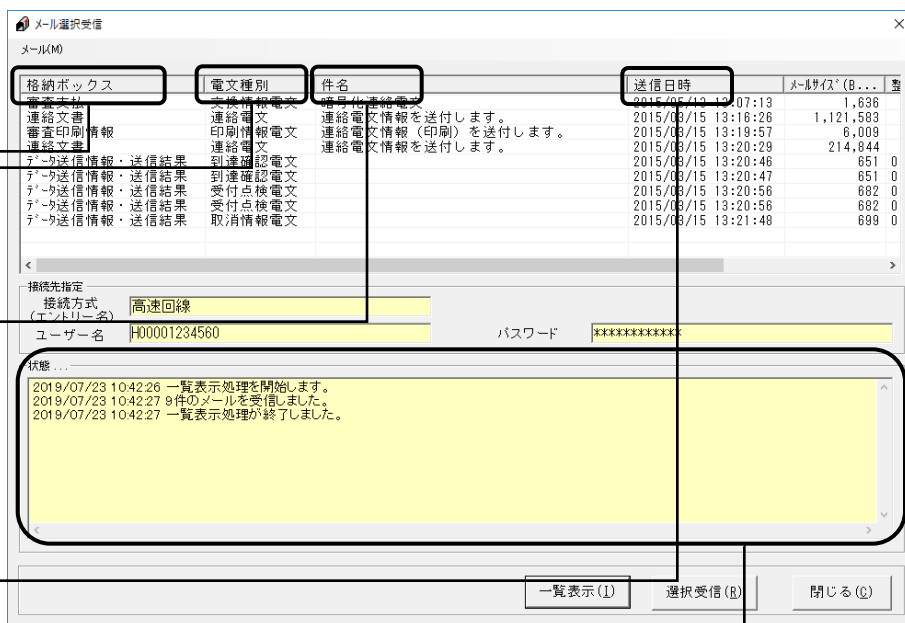 メール選択受信
メール(M)
格納ボックス 電文種別 件名 送信日時 メールサイズ(B... 整
審査支払 交換情報電文 暗号化連絡電文 13:07:13 1,636
連絡文書 連絡電文 連絡電文情報を送付します。 2015/03/15 13:16:26 1,121,583
審査印刷情報 印刷情報電文 連絡電文情報(印刷)を送付します。 2015/03/15 13:19:57 6,009
連絡文書 連絡電文 連絡電文情報を送付します。 2015/03/15 13:20:29 214,844
データ送信情報・送信結果 到達確認電文 2015/03/15 13:20:46 651 0
データ送信情報・送信結果 到達確認電文 2015/03/15 13:20:47 651 0
データ送信情報・送信結果 受付点検電文 2015/03/15 13:20:56 682 0
データ送信情報・送信結果 受付点検電文 2015/03/15 13:20:56 682 0
データ送信情報・送信結果 取消情報電文 2015/03/15 13:21:48 699 0
接続先指定
接続方式
(エントリー名) 高速回線
ユーザー名 H00001234560 パスワード ************
状態...
2019/07/23 10:42:26 一覧表示処理を開始します。
2019/07/23 10:42:27 9件のメールを受信しました。
2019/07/23 10:42:27 一覧表示処理が終了しました。
一覧表示(I) 選択受信(R) 閉じる(C)